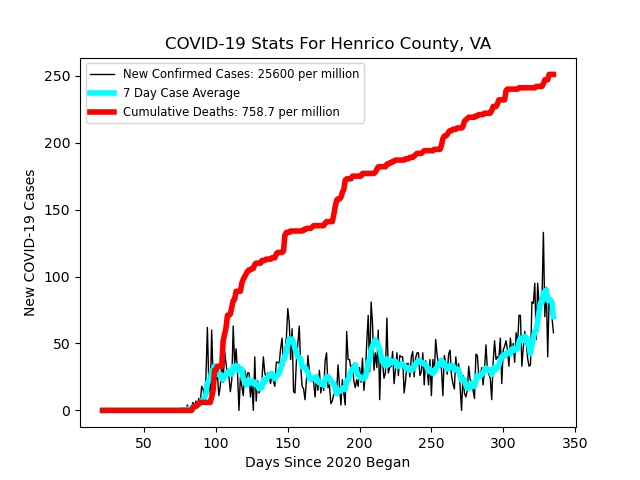 COVID-19 Stats For Henrico County, VA
New Confirmed Cases: 25600 per million
7 Day Case Average
Cumulative Deaths: 758.7 per million
New COVID-19 Cases
250
200
150
100
50
0
50 100 150 200 250 300 350
Days Since 2020 Began